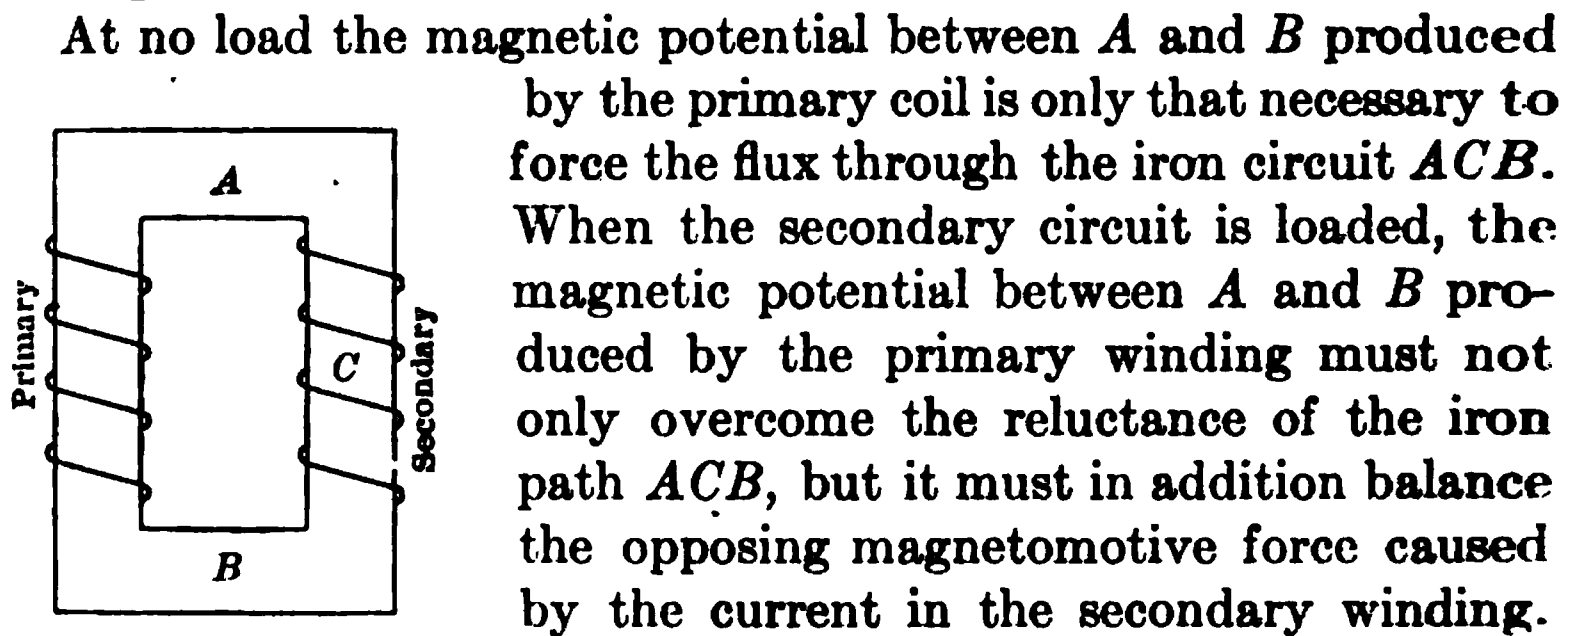 At no load the magnetic potential between A and B produced
by the primary coil is only that necessary to
force the flux through the iron circuit ACB.
When the secondary circuit is loaded, the
magnetic potential between A and B pro-
duced by the primary winding must not
only overcome the reluctance of the iron
path ACB, but it must in addition balance
the opposing magnetomotive force caused
by the current in the secondary winding.
A
Primary
C
Secondary
B